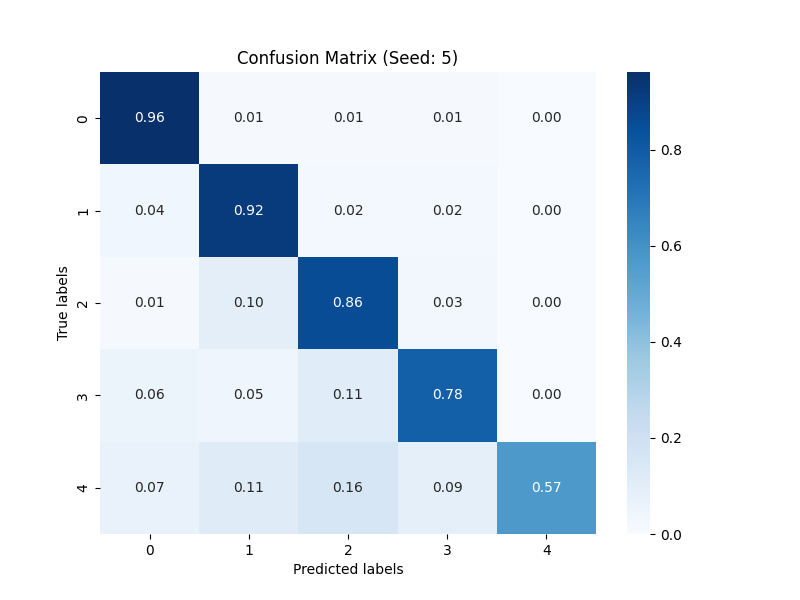 Confusion Matrix (Seed: 5)
0 0.96 0.01 0.01 0.01 0.00
1 0.04 0.92 0.02 0.02 0.00
2 0.01 0.10 0.86 0.03 0.00
3 0.06 0.05 0.11 0.78 0.00
4 0.07 0.11 0.16 0.09 0.57
0 1 2 3 4
Predicted labels
True labels
0.8
0.6
0.4
0.2
0.0